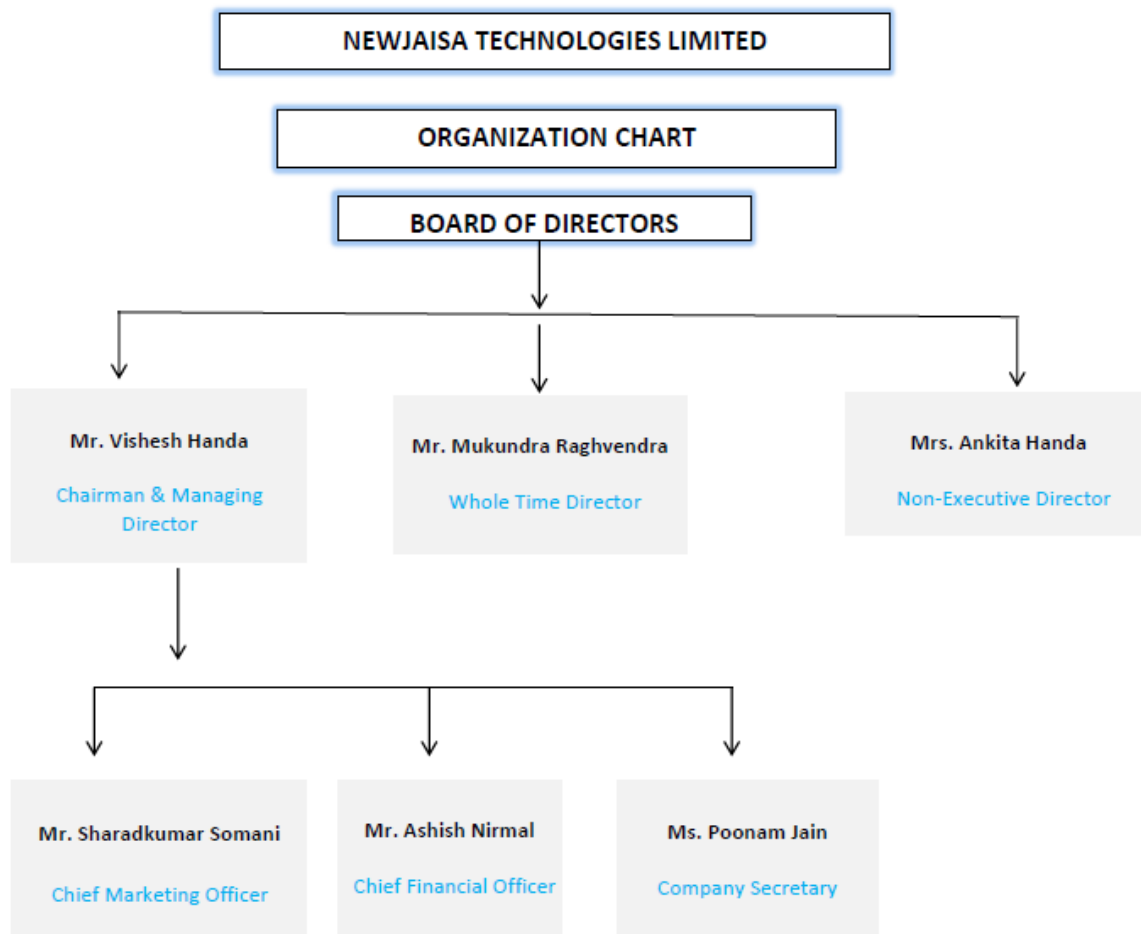 NEWJAISA TECHNOLOGIES LIMITED
ORGANIZATION CHART
BOARD OF DIRECTORS
Mr. Vishesh Handa
Chairman & Managing
Director
Mr. Mukundra Raghvendra
Whole Time Director
Mrs. Ankita Handa
Non-Executive Director
Mr. Sharadkumar Somani
Chief Marketing Officer
Mr. Ashish Nirmal
Chief Financial Officer
Ms. Poonam Jain
Company Secretary